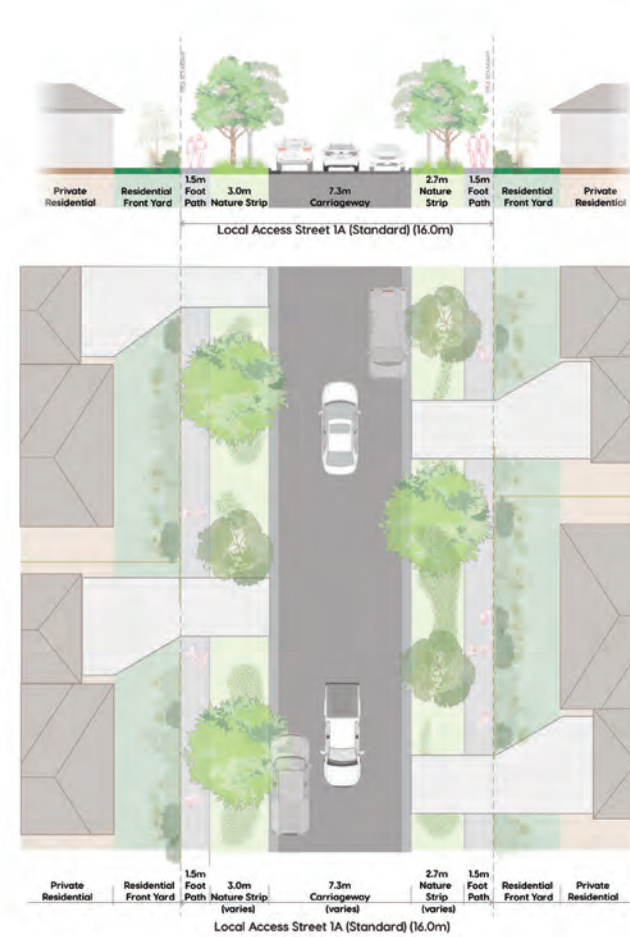 Private
Residential
Residential
Front Yard
1.5m
Foot
Path
3.0m
Nature Strip
7.3m
Carriageway
2.7m
Nature
Strip
1.5m
Foot
Path
Residential
Front Yard
Private
Residential
Local Access Street 1A (Standard) (16.0m)
Private
Residential
Residential
Front Yard
1.5m
Foot
Path
3.0m
Nature Strip
(varies)
7.3m
Carriageway
(varies)
2.7m
Nature
Strip
(varies)
1.5m
Foot
Path
Residential
Front Yard
Private
Residential
Local Access Street 1A (Standard) (16.0m)